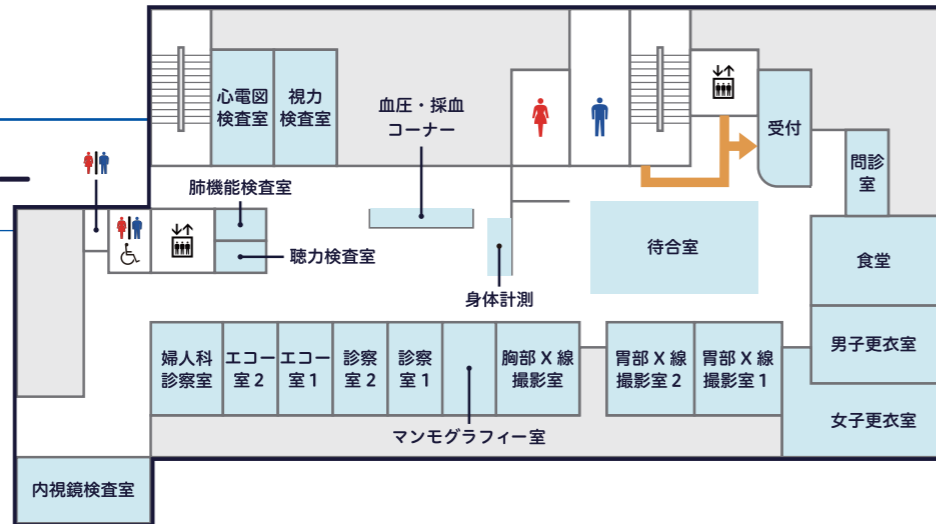 心電図
検査室
視力
検査室
血圧・採血
コーナー
受付
問診
室
肺機能検査室
聴力検査室
待合室
食堂
身体計測
婦人科
診察室
エコー
室 2
エコー
室 1
診察
室 2
診察
室 1
胸部 X 線
撮影室
胃部 X 線
撮影室 2
胃部 X 線
撮影室 1
男子更衣室
女子更衣室
マンモグラフィー室
内視鏡検査室